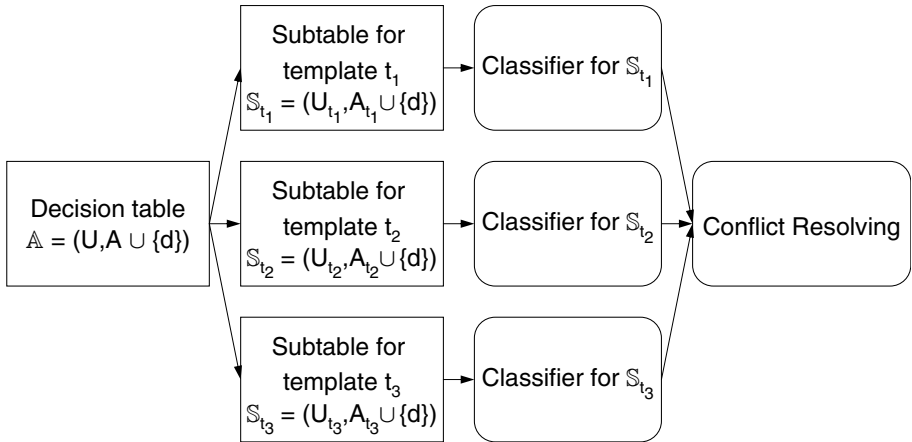 Subtable for
template t₁
𝕊ₜ₁ = (Uₜ₁,Aₜ₁∪{d})
Classifier for 𝕊ₜ₁
Decision table
𝔸 = (U,A ∪ {d})
Subtable for
template t₂
𝕊ₜ₂ = (Uₜ₂,Aₜ₂∪{d})
Classifier for 𝕊ₜ₂
Conflict Resolving
Subtable for
template t₃
𝕊ₜ₃ = (Uₜ₃,Aₜ₃∪{d})
Classifier for 𝕊ₜ₃